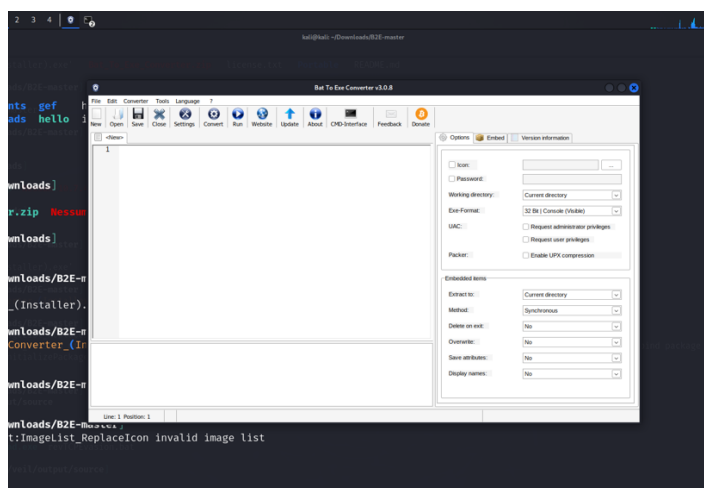 2 3 4
kali@kali: ~/Downloads/B2E-master
Bat To Exe Converter v3.0.8
File Edit Converter Tools Language ?
New Open Save Close Settings Convert Run Website Update About CMD-Interface Feedback Donate
<New>
Options Embed Version information
1
Icon:
...
Password:
Working directory: Current directory
Exe-Format: 32 Bit | Console (Visible)
UAC: Request administrator privileges
Request user privileges
Packer: Enable UPX compression
Embedded items
Extract to: Current directory
Method: Synchronous
Delete on exit: No
Overwrite: No
Save attributes: No
Display names: No
Line: 1 Position: 1
nts gef h
ads hello i
wnloads]
r.zip Nessum
wnloads]
wnloads/B2E-m
_(Installer).
wnloads/B2E-m
Converter_(In
wnloads/B2E-m
wnloads/B2E-master]
t:ImageList_ReplaceIcon invalid image list